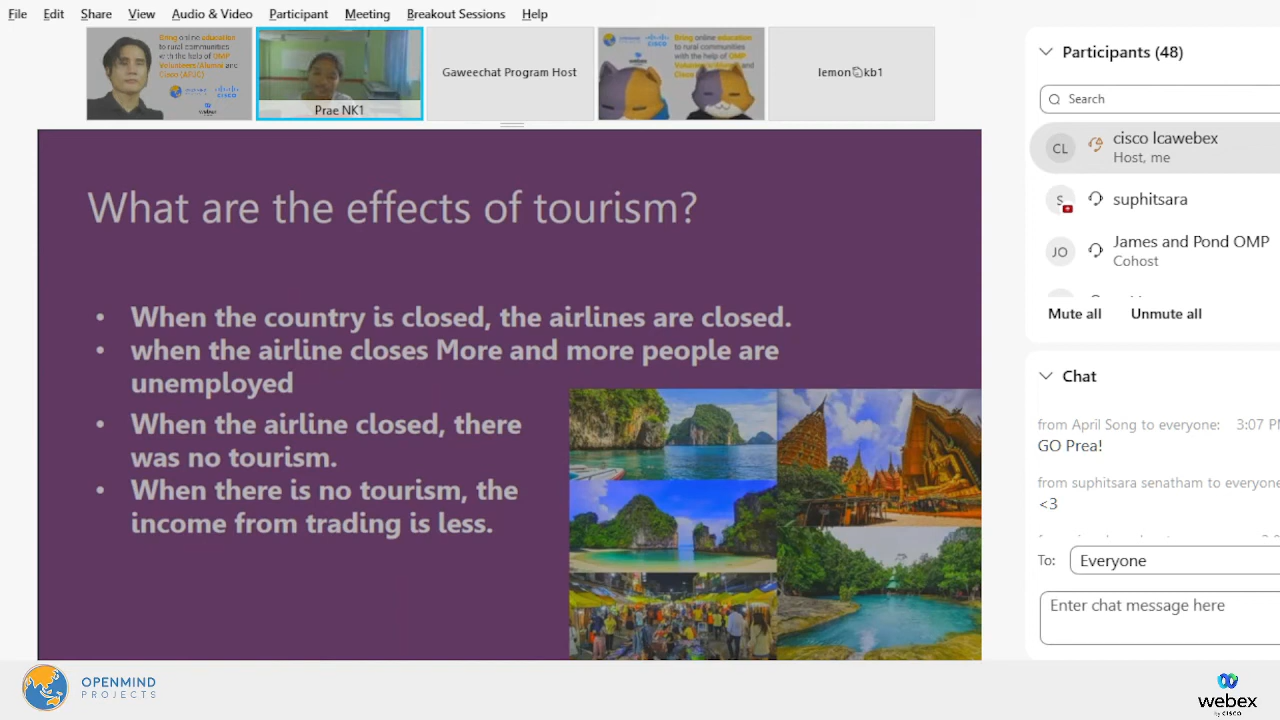 File Edit Share View Audio & Video Participant Meeting Breakout Sessions Help
Bring online education
to rural communities
with the help of OMP
Volunteers/Alumni and
Cisco (AEUC)
webex
Prae NK1
Gaweechat Program Host
Bring online education
to rural communities
with the help of OMP
lemon kb1
What are the effects of tourism?
• When the country is closed, the airlines are closed.
• when the airline closes More and more people are
unemployed
• When the airline closed, there
was no tourism.
• When there is no tourism, the
income from trading is less.
Participants (48)
Search
CL
cisco lcawebex
Host, me
S
suphitsara
JO
James and Pond OMP
Cohost
Mute all Unmute all
Chat
from April Song to everyone: 3:07 PM
GO Prea!
from suphitsara senatham to everyone
<3
To: Everyone
Enter chat message here
OPENMIND
PROJECTS
webex
by CISCO